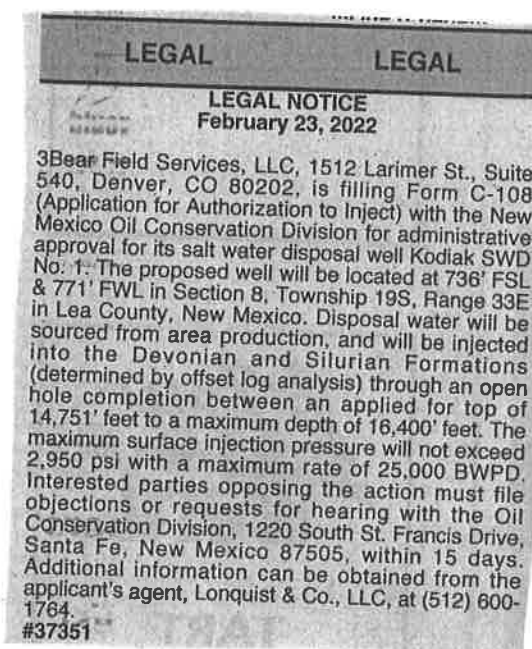 LEGAL LEGAL
LEGAL NOTICE
February 23, 2022
3Bear Field Services, LLC, 1512 Larimer St., Suite
540, Denver, CO 80202, is filling Form C-108
(Application for Authorization to Inject) with the New
Mexico Oil Conservation Division for administrative
approval for its salt water disposal well Kodiak SWD
No. 1. The proposed well will be located at 736' FSL
& 771' FWL in Section 8, Township 19S, Range 33E
in Lea County, New Mexico. Disposal water will be
sourced from area production, and will be injected
into the Devonian and Silurian Formations
(determined by offset log analysis) through an open
hole completion between an applied for top of
14,751' feet to a maximum depth of 16,400' feet. The
maximum surface injection pressure will not exceed
2,950 psi with a maximum rate of 25,000 BWPD.
Interested parties opposing the action must file
objections or requests for hearing with the Oil
Conservation Division, 1220 South St. Francis Drive,
Santa Fe, New Mexico 87505, within 15 days.
Additional information can be obtained from the
applicant's agent, Lonquist & Co., LLC, at (512) 600-
1764.
#37351